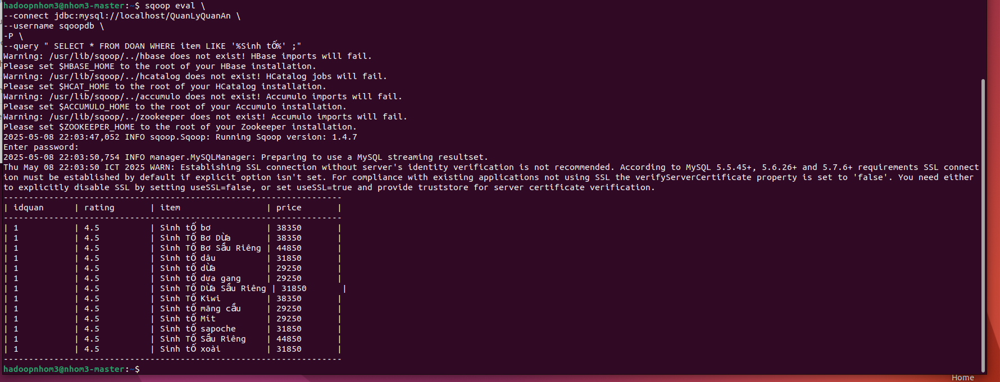 hadoopnhom3@nhom3-master:~$ sqoop eval \
--connect jdbc:mysql://localhost/QuanLyQuanAn \
--username sqoopdb \
-P \
--query " SELECT * FROM DOAN WHERE item LIKE '%Sinh tố%' ;"
Warning: /usr/lib/sqoop/../hbase does not exist! HBase imports will fail.
Please set $HBASE_HOME to the root of your HBase installation.
Warning: /usr/lib/sqoop/../hcatalog does not exist! HCatalog jobs will fail.
Please set $HCAT_HOME to the root of your HCatalog installation.
Warning: /usr/lib/sqoop/../accumulo does not exist! Accumulo imports will fail.
Please set $ACCUMULO_HOME to the root of your Accumulo installation.
Warning: /usr/lib/sqoop/../zookeeper does not exist! Accumulo imports will fail.
Please set $ZOOKEEPER_HOME to the root of your Zookeeper installation.
2025-05-08 22:03:47,052 INFO sqoop.Sqoop: Running Sqoop version: 1.4.7
Enter password:
2025-05-08 22:03:50,754 INFO manager.MySQLManager: Preparing to use a MySQL streaming resultset.
Thu May 08 22:03:50 ICT 2025 WARN: Establishing SSL connection without server's identity verification is not recommended. According to MySQL 5.5.45+, 5.6.26+ and 5.7.6+ requirements SSL connect
ion must be established by default if explicit option isn't set. For compliance with existing applications not using SSL the verifyServerCertificate property is set to 'false'. You need either
to explicitly disable SSL by setting useSSL=false, or set useSSL=true and provide truststore for server certificate verification.
-------------------------------------------------------------------
| idquan      | rating       | item                 | price       |
-------------------------------------------------------------------
| 1           | 4.5          | Sinh tố bơ           | 38350       |
| 1           | 4.5          | Sinh TỐ Bơ Dừa       | 38350       |
| 1           | 4.5          | Sinh TỐ Bơ Sầu Riêng | 44850       |
| 1           | 4.5          | Sinh tố dâu          | 31850       |
| 1           | 4.5          | Sinh tố dừa          | 29250       |
| 1           | 4.5          | Sinh tố dưa gang     | 29250       |
| 1           | 4.5          | Sinh TỐ Dừa Sầu Riêng | 31850       |
| 1           | 4.5          | Sinh TỐ Kiwi         | 38350       |
| 1           | 4.5          | Sinh tố mãng cầu     | 29250       |
| 1           | 4.5          | Sinh tố Mít          | 29250       |
| 1           | 4.5          | Sinh tố sapoche      | 31850       |
| 1           | 4.5          | Sinh TỐ Sầu Riêng    | 44850       |
| 1           | 4.5          | Sinh tố xoài         | 31850       |
-------------------------------------------------------------------
hadoopnhom3@nhom3-master:~$
Home